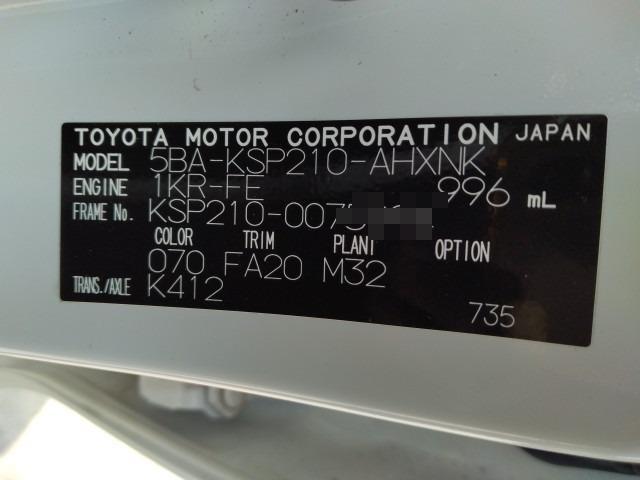 TOYOTA MOTOR CORPORATION JAPAN
MODEL 5BA-KSP210-AHXNK
ENGINE 1KR-FE 996 mL
FRAME No. KSP210-007
COLOR TRIM PLANT OPTION
070 FA20 M32
TRANS./AXLE K412
735